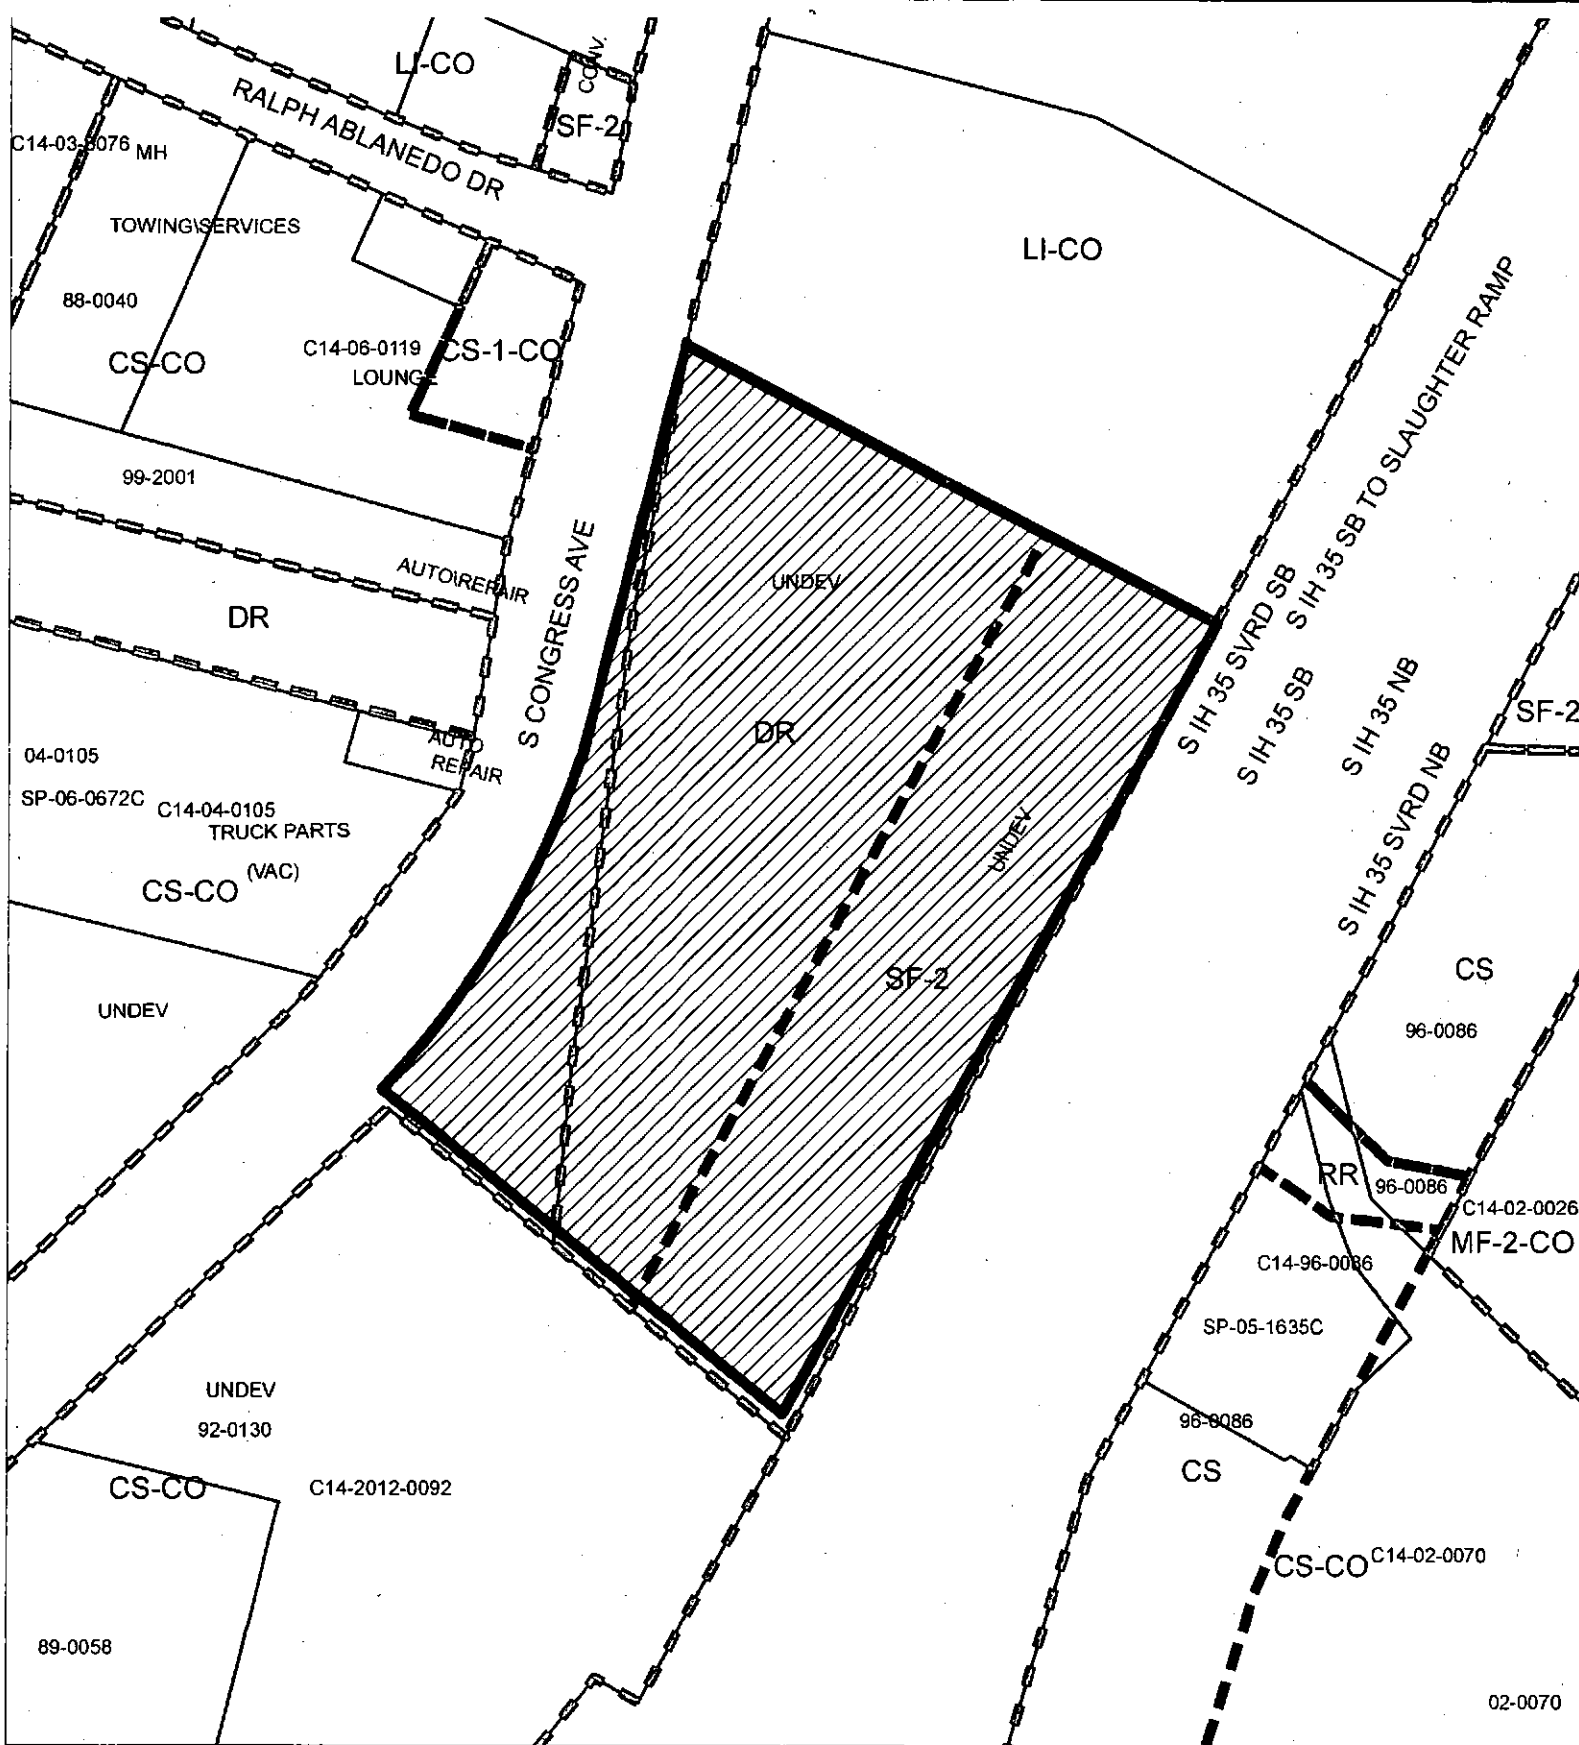 LI-CO
CONV.
RALPH ABLANEDO DR
SF-2
C14-03-0076
MH
TOWING\SERVICES
LI-CO
88-0040
C14-06-0119
CS-1-CO
CS-CO
LOUNGE
S IH 35 SB TO SLAUGHTER RAMP
99-2001
S CONGRESS AVE
AUTO\REPAIR
UNDEV
DR
S IH 35 SVRD SB
S IH 35 SB
S IH 35 NB
SF-2
DR
AUTO
REPAIR
04-0105
SP-06-0672C
C14-04-0105
TRUCK PARTS
(VAC)
CS-CO
UNDEV
S IH 35 SVRD NB
SF-2
CS
UNDEV
96-0086
RR
96-0086
C14-02-0026
MF-2-CO
C14-96-0086
SP-05-1635C
UNDEV
92-0130
96-0086
CS
CS-CO
C14-2012-0092
CS-CO
C14-02-0070
89-0058
02-0070